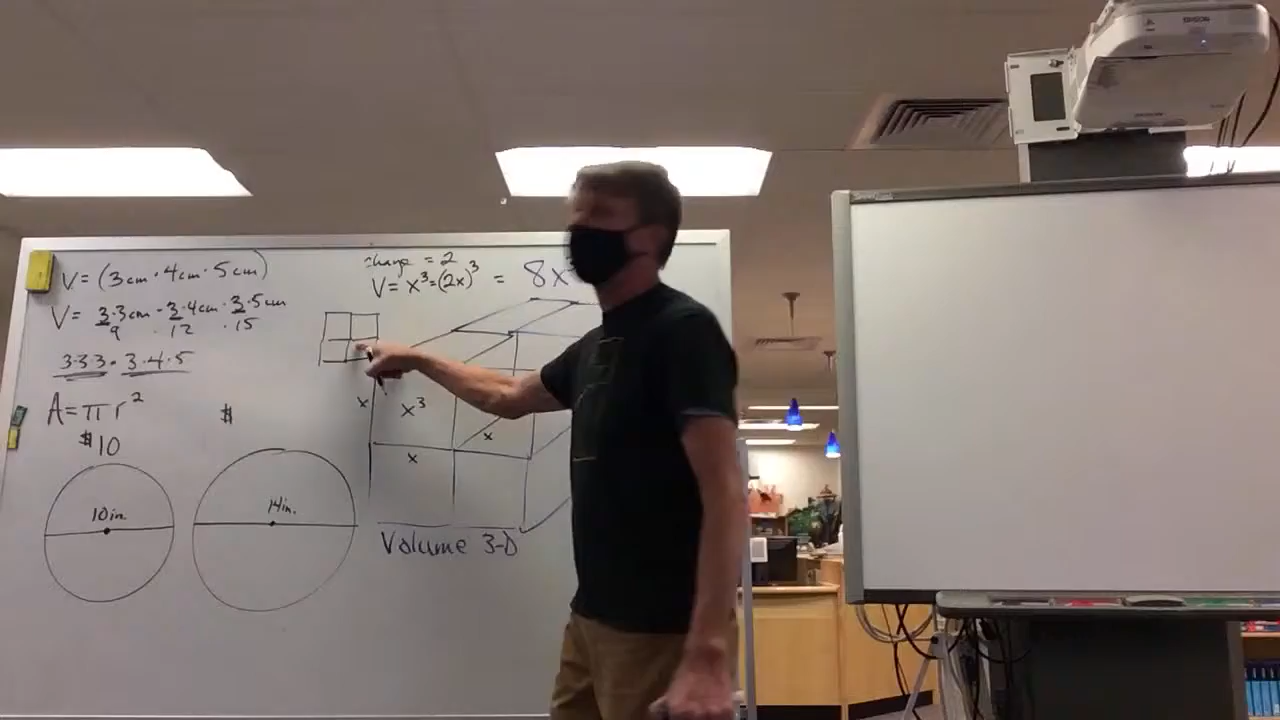 V = (3cm · 4cm · 5cm)
V = 3·3cm · 3·4cm · 3·5cm
9 · 12 · 15
3·3·3 · 3·4·5
A = π r²
$10
$
10in.
14in.
change = 2
V = x³ = (2x)³ = 8x
x
x³
x
x
Volume 3-D
EPSON